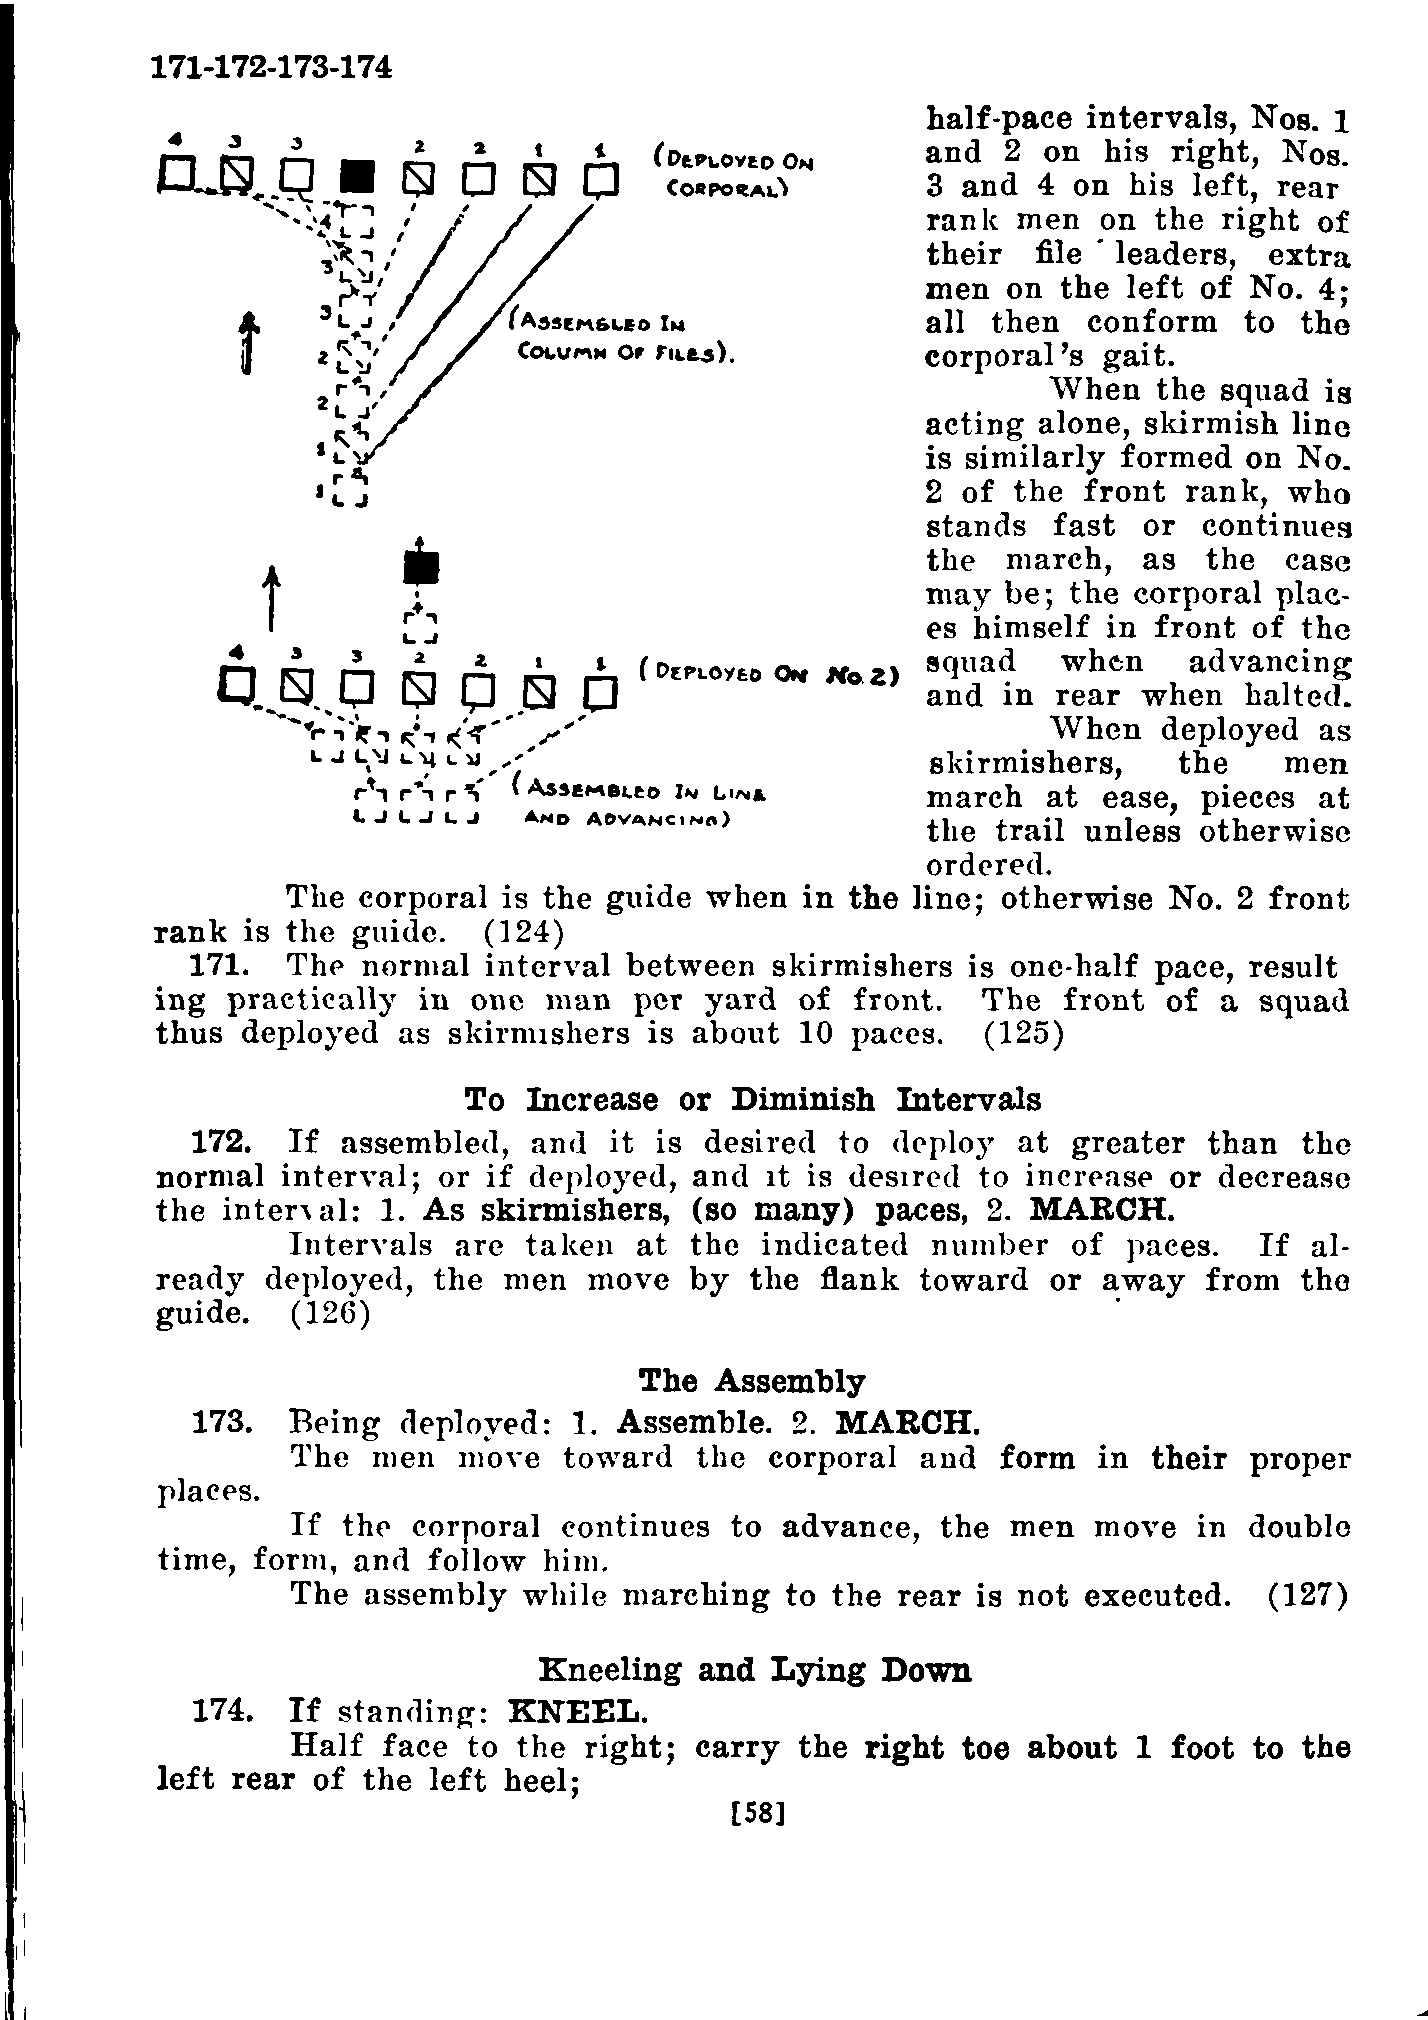 171-172-173-174
4 3 3 2 2 1 1
(DEPLOYED ON
CORPORAL)
4
3
3
2
2
1
1
(ASSEMBLED IN
COLUMN OF FILES).
4 3 3 2 2 1 1
(DEPLOYED ON No. 2)
(ASSEMBLED IN LINE
AND ADVANCING)
half-pace intervals, Nos. 1
and 2 on his right, Nos.
3 and 4 on his left, rear
rank men on the right of
their file leaders, extra
men on the left of No. 4;
all then conform to the
corporal's gait.
When the squad is
acting alone, skirmish line
is similarly formed on No.
2 of the front rank, who
stands fast or continues
the march, as the case
may be; the corporal plac-
es himself in front of the
squad when advancing
and in rear when halted.
When deployed as
skirmishers, the men
march at ease, pieces at
the trail unless otherwise
ordered.
The corporal is the guide when in the line; otherwise No. 2 front
rank is the guide. (124)
171. The normal interval between skirmishers is one-half pace, result
ing practically in one man per yard of front. The front of a squad
thus deployed as skirmishers is about 10 paces. (125)
To Increase or Diminish Intervals
172. If assembled, and it is desired to deploy at greater than the
normal interval; or if deployed, and it is desired to increase or decrease
the interval: 1. As skirmishers, (so many) paces, 2. MARCH.
Intervals are taken at the indicated number of paces. If al-
ready deployed, the men move by the flank toward or away from the
guide. (126)
The Assembly
173. Being deployed: 1. Assemble. 2. MARCH.
The men move toward the corporal and form in their proper
places.
If the corporal continues to advance, the men move in double
time, form, and follow him.
The assembly while marching to the rear is not executed. (127)
Kneeling and Lying Down
174. If standing: KNEEL.
Half face to the right; carry the right toe about 1 foot to the
left rear of the left heel;
[58]